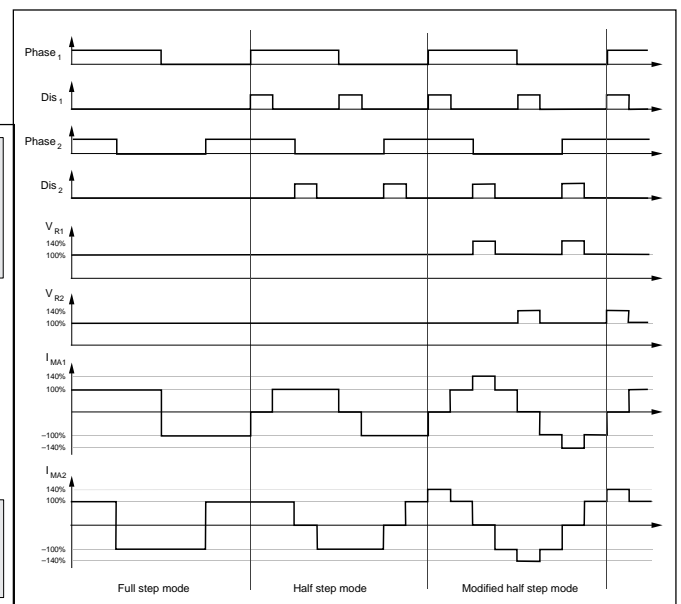 Phase 1
Dis 1
Phase 2
Dis 2
V R1
140%
100%
V R2
140%
100%
I MA1
140%
100%
–100%
–140%
I MA2
140%
100%
–100%
–140%
Full step mode Half step mode Modified half step mode